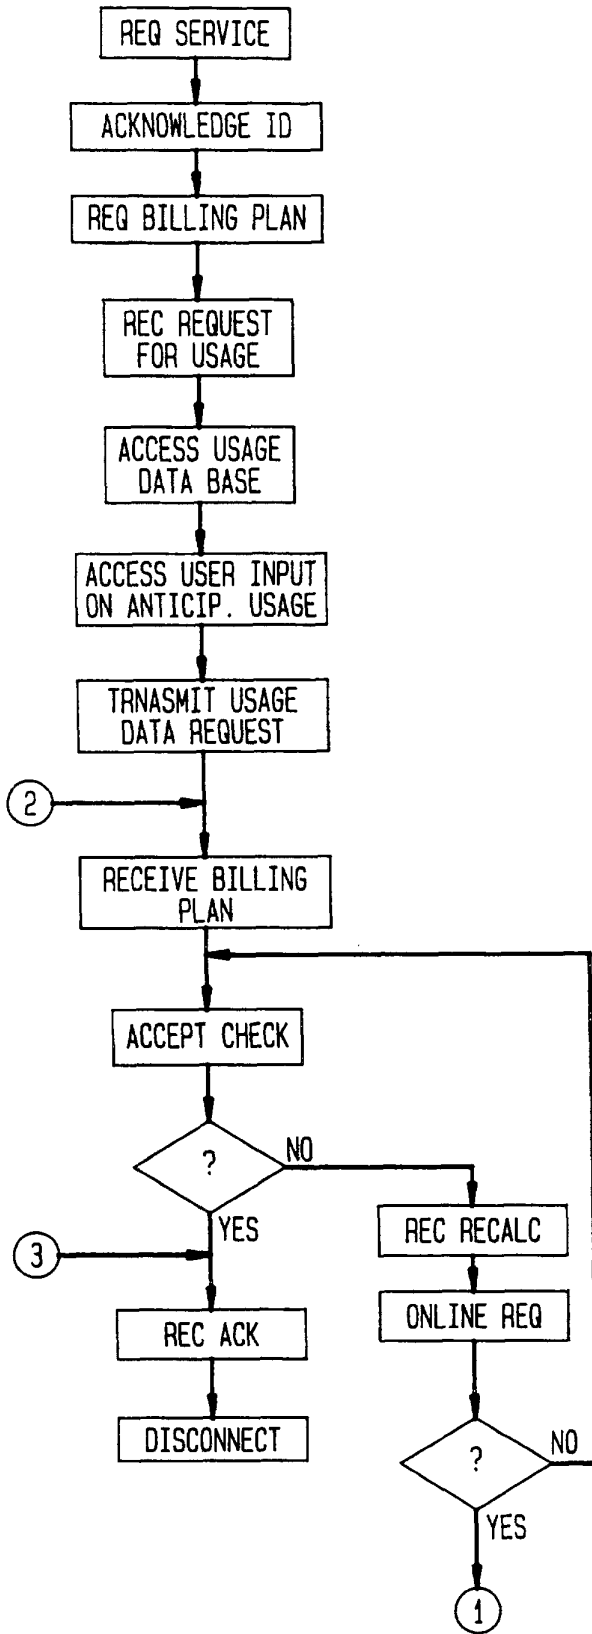 REQ SERVICE
ACKNOWLEDGE ID
REQ BILLING PLAN
REC REQUEST
FOR USAGE
ACCESS USAGE
DATA BASE
ACCESS USER INPUT
ON ANTICIP. USAGE
TRNASMIT USAGE
DATA REQUEST
2
RECEIVE BILLING
PLAN
ACCEPT CHECK
?
NO
YES
3
REC RECALC
REC ACK
ONLINE REQ
DISCONNECT
?
NO
YES
1